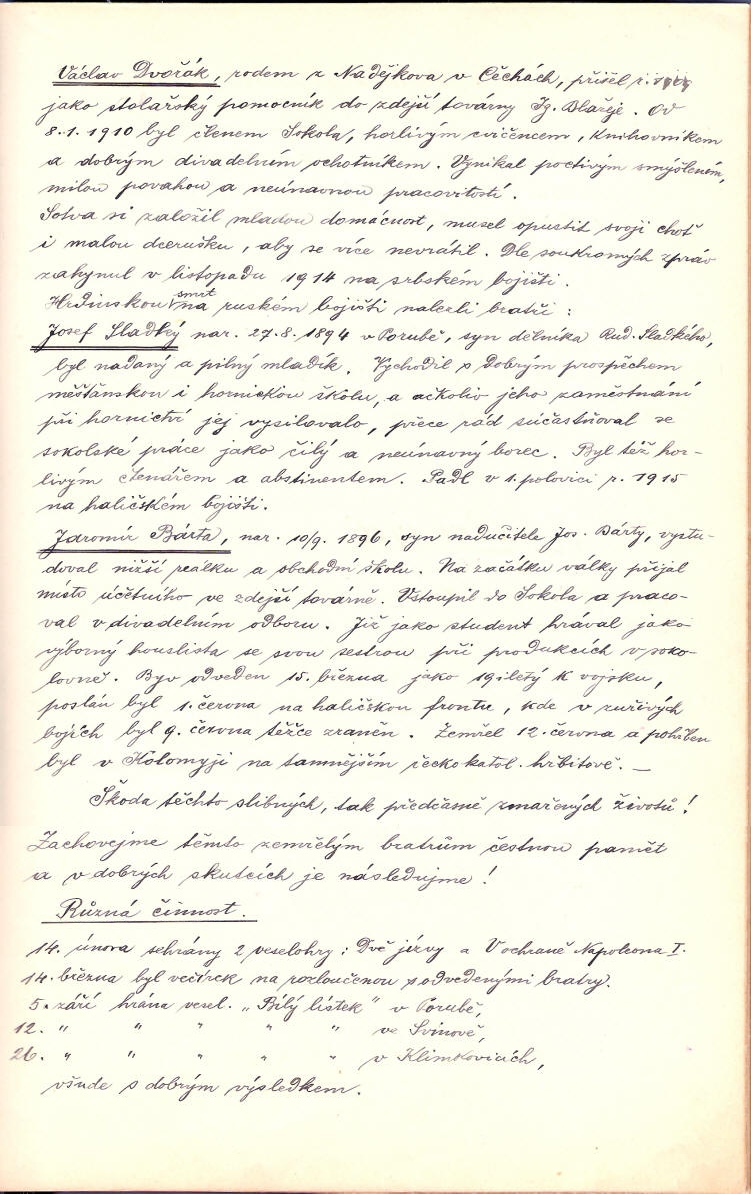 Václav Dvořák, rodem z Nadějkova v Čěchách, přišel r.
jako stolařský pomocník do zdejší továrny Ig. Blažeje. Od
8.1.1910 byl členem Sokola, horlivým cvičencem, knihovníkem
a dobrým divadelním ochotníkem. Vynikal poctivým smýšlením,
milou povahou a neúnavnou pracovitostí.
Sotva si založil mladou domácnost, musel opustit svoji choť
i malou dcerušku, aby se více nevrátil. Dle soukromých zpráv
zahynul v listopadu 1914 na srbském bojišti.
Hrdinskou smrt na ruském bojišti nalezli bratři:
Josef Sladký nar. 27.8.1894 v Porubě, syn dělníka Rud. Sladkého,
byl nadaný a pilný mladík. Vychodil s dobrým prospěchem
měšťanskou i hornickou školu, a ačkoliv jeho zaměstnání
při hornictví jej vysilovalo, přece rád súčastňoval se
sokolské práce jako čilý a neúnavný borec. Byl též hor-
livým čtenářem a abstinentem. Padl v 1. polovici r. 1915
na haličském bojišti.
Jaromír Bárta, nar. 10/9. 1896, syn nadučitele Jos. Bárty, vystu-
doval nižší reálku a obchodní školu. Na začátku války přijal
místo účetního ve zdejší továrně. Vstoupil do Sokola a praco-
val v divadelním odboru. Již jako student hrával jako
výborný houslista se svou sestrou při produkcích v soko-
lovně. Byv odveden 15. března jako 19letý k vojsku,
poslán byl 1. června na haličskou frontu, kde v zuřivých
bojích byl 9. června těžce zraněn. Zemřel 12. června a pohřben
byl v Kolomyji na tamnějším řeckokatol. hřbitově. —
Škoda těchto slibných, tak předčasně zmařených životů!
Zachovejme těmto zemřelým bratrům čestnou paměť
a v dobrých skutcích je následujme!
Různá činnost.
14. února sehrány 2 veselohry: Dvě jizvy a V ochraně Napoleona I.
14. března byl večírek na rozloučenou s odvedenými bratry.
5. září hrána vesel. „Bílý lístek" v Porubě,
12. " " " " " ve Svinově,
26. " " " " " v Klimkovicích,
všude s dobrým výsledkem.